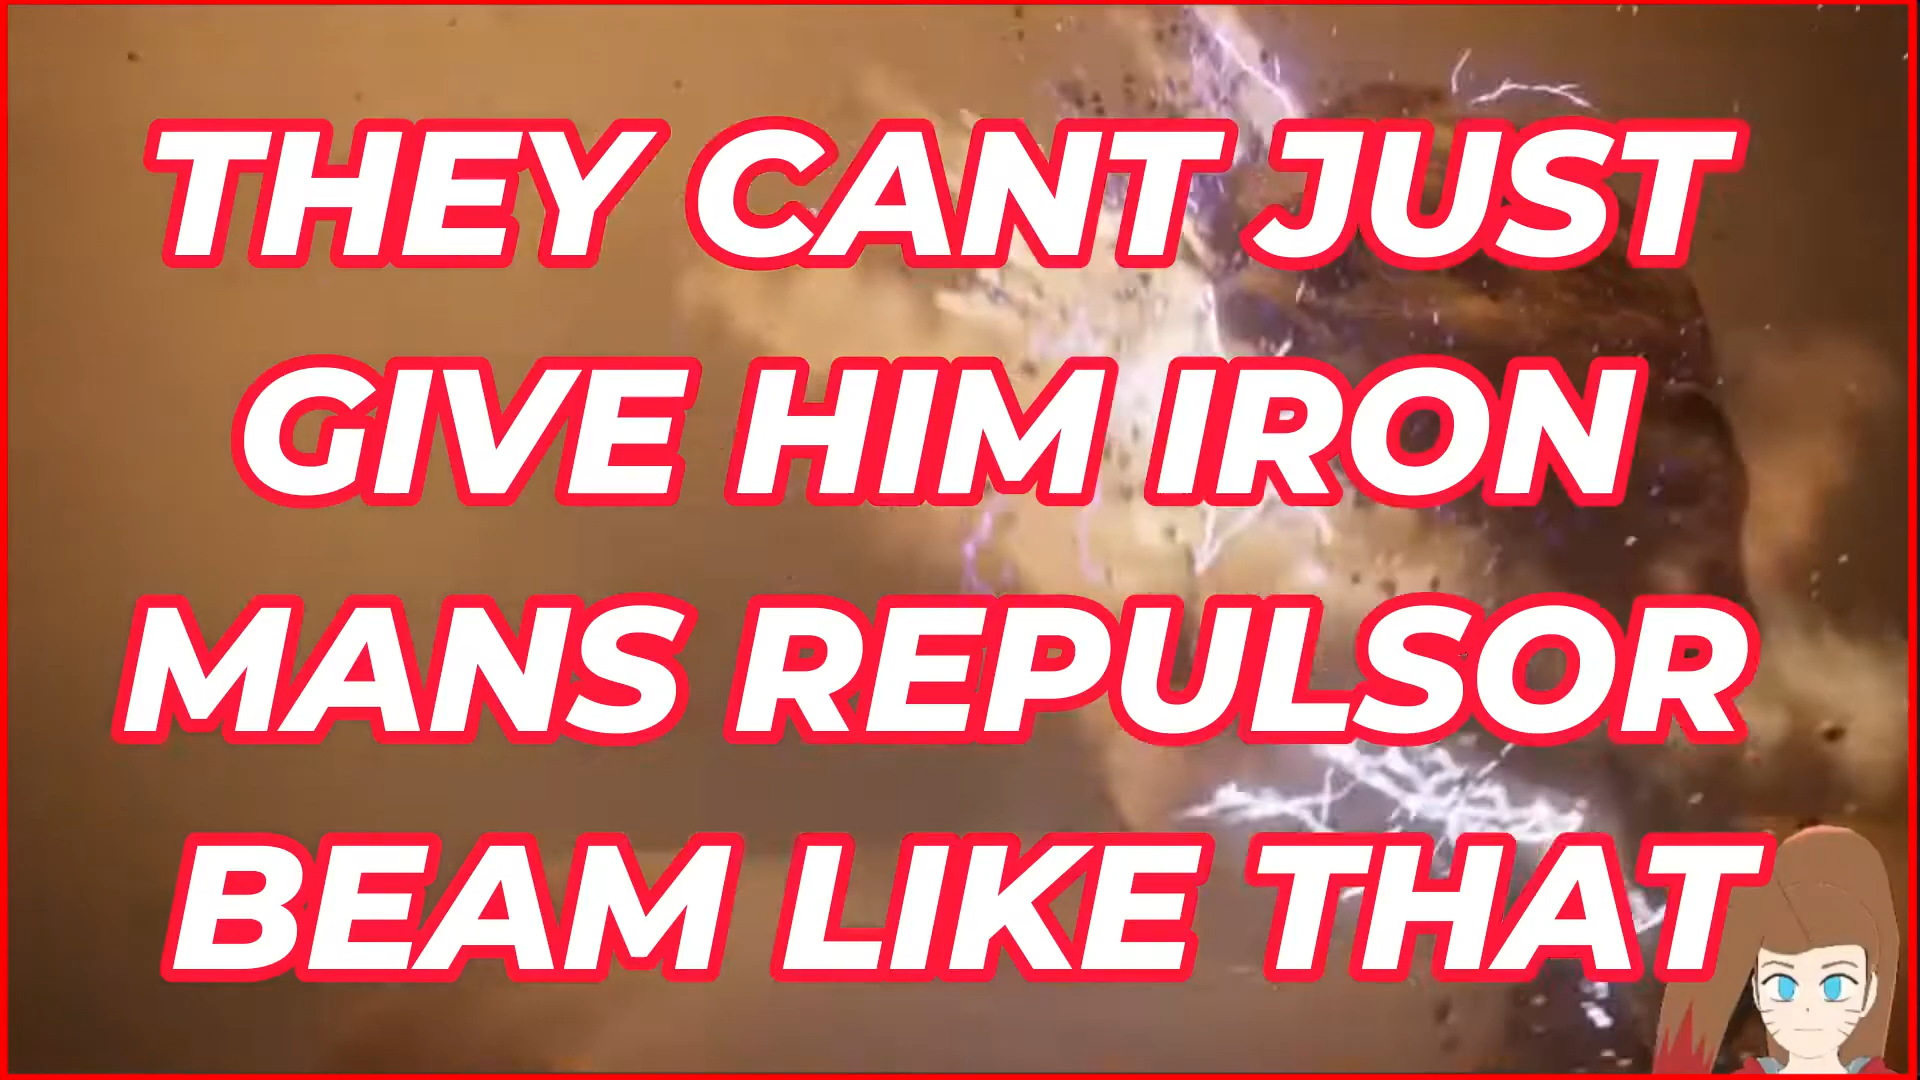 THEY CANT JUST
GIVE HIM IRON
MANS REPULSOR
BEAM LIKE THAT